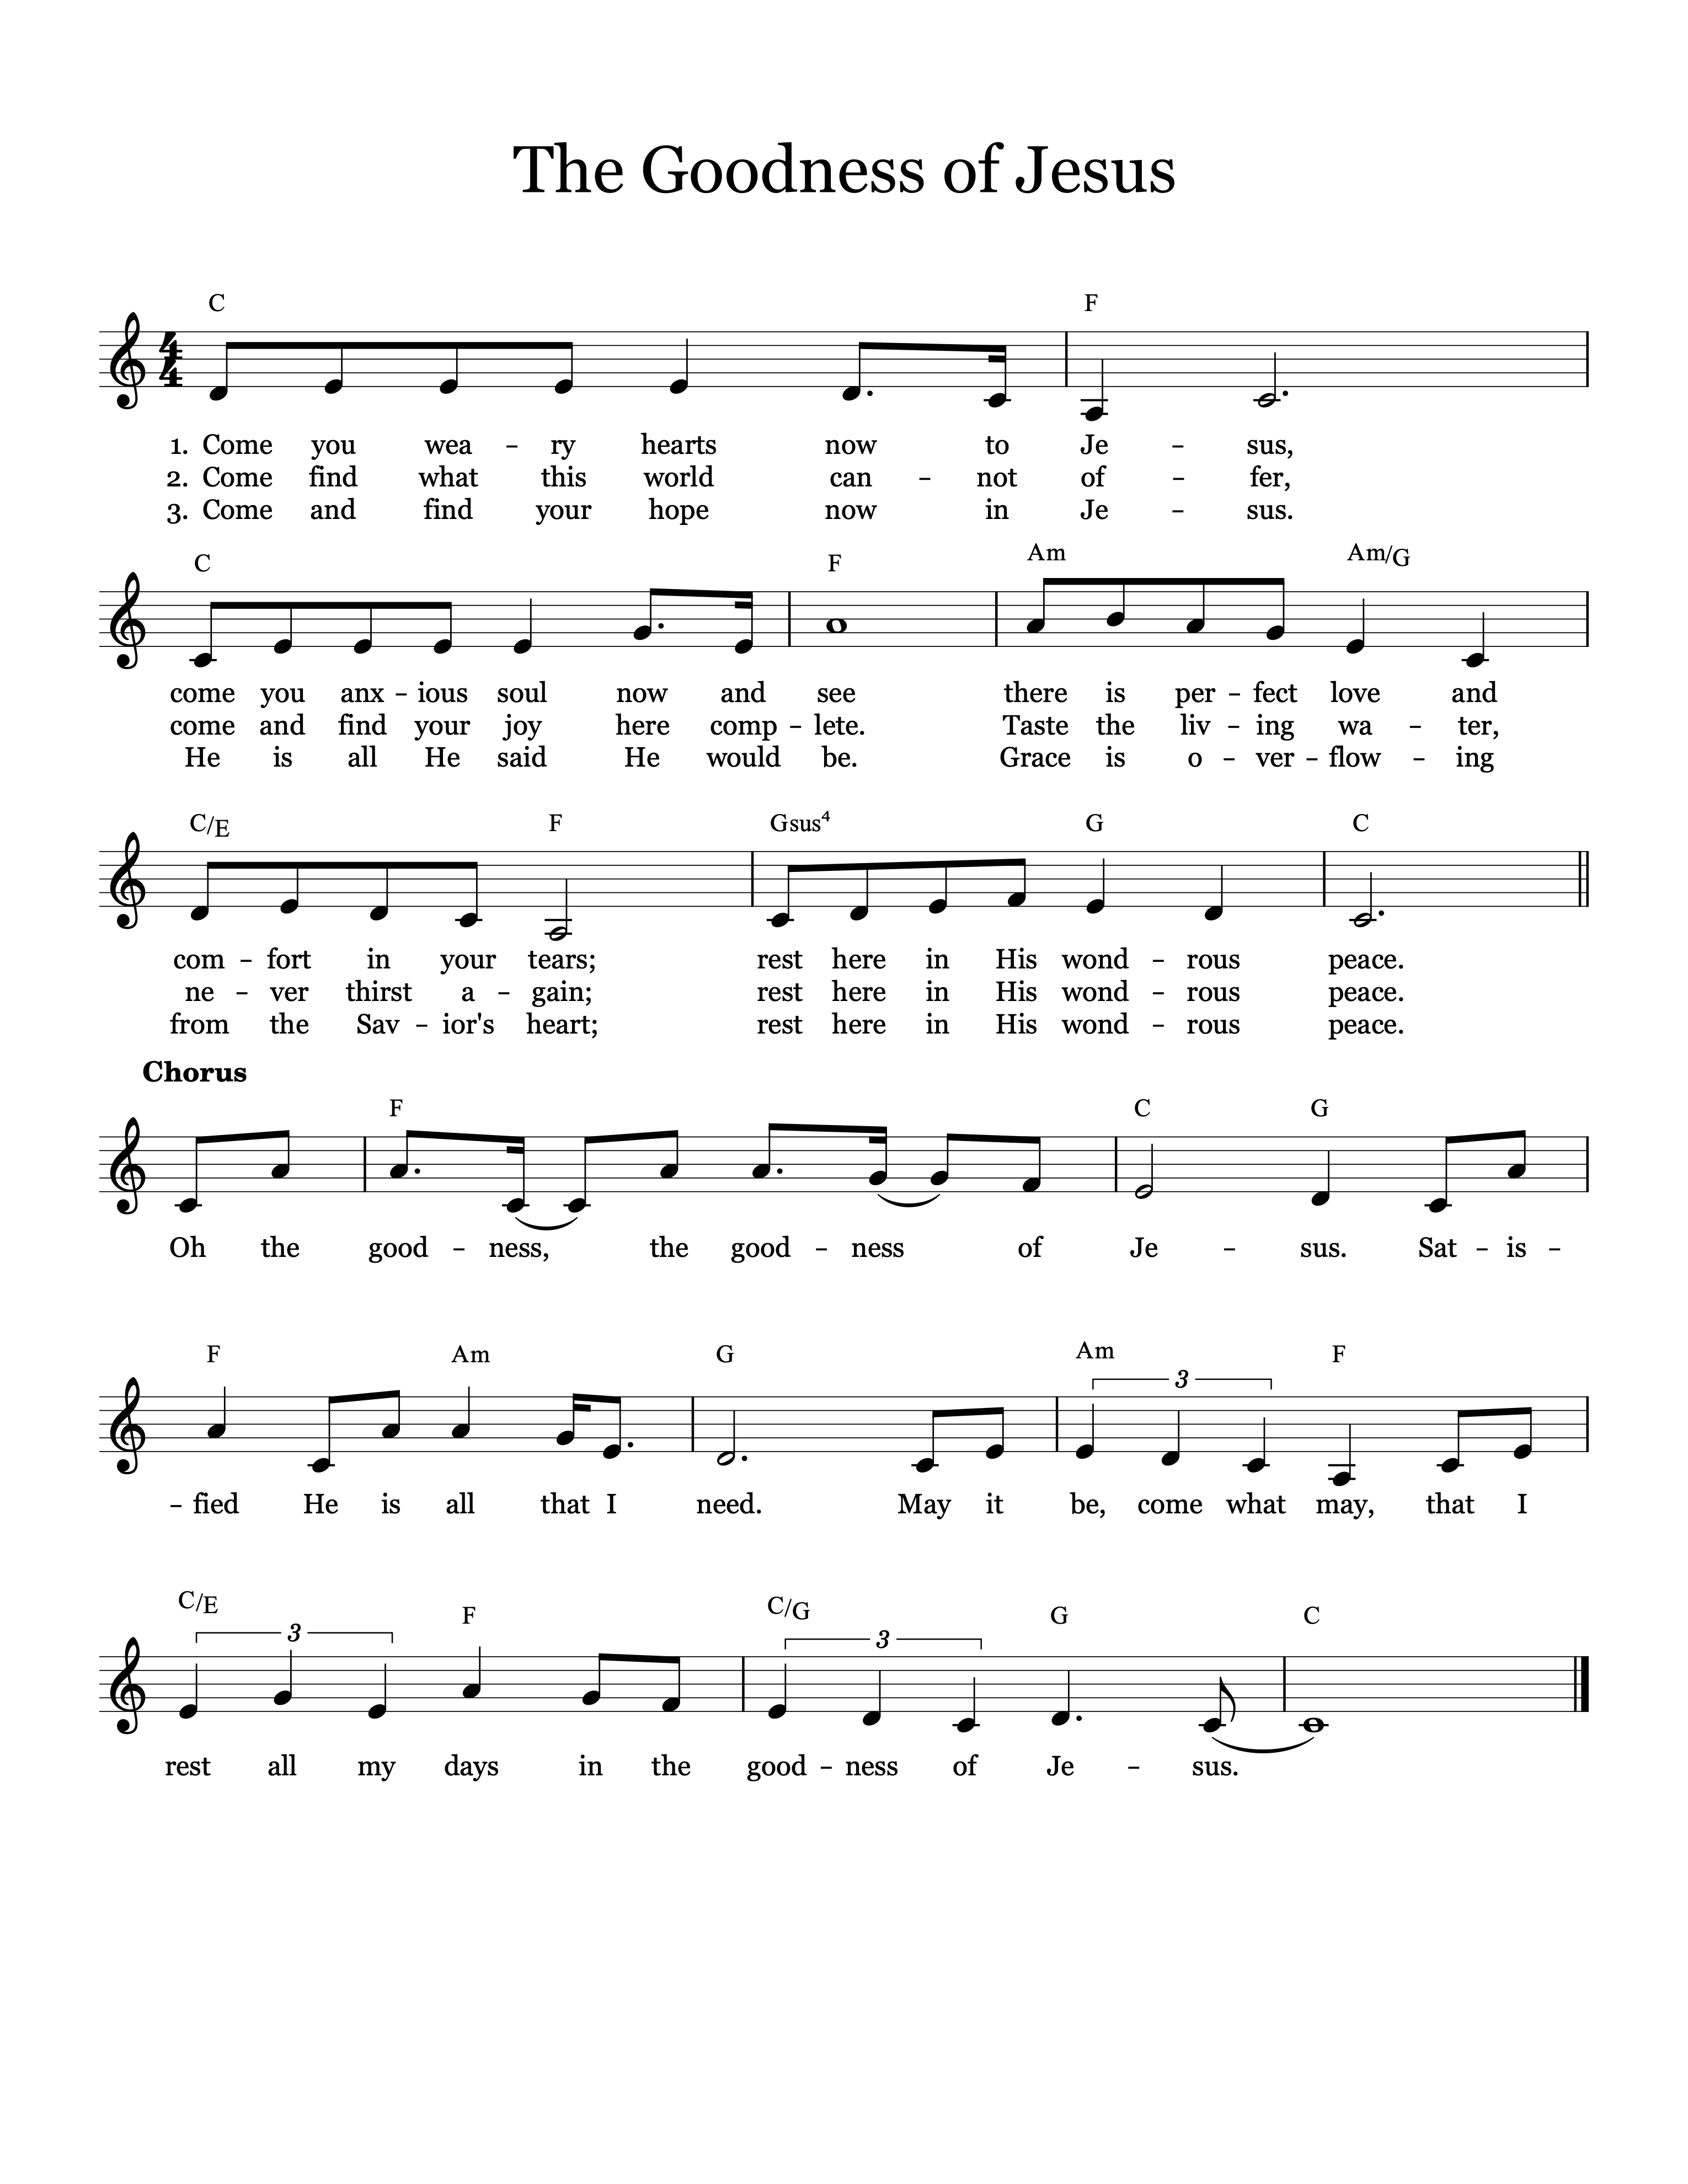 The Goodness of Jesus
C F
4
4
1. Come you wea – ry hearts now to Je – sus,
2. Come find what this world can – not of – fer,
3. Come and find your hope now in Je – sus.
C F Am Am/G
come you anx – ious soul now and see there is per – fect love and
come and find your joy here comp – lete. Taste the liv – ing wa – ter,
He is all He said He would be. Grace is o – ver – flow – ing
C/E F Gsus4 G C
com – fort in your tears; rest here in His wond – rous peace.
ne – ver thirst a – gain; rest here in His wond – rous peace.
from the Sav – ior's heart; rest here in His wond – rous peace.
Chorus
F C G
Oh the good – ness, the good – ness of Je – sus. Sat – is –
F Am G Am F
3
– fied He is all that I need. May it be, come what may, that I
C/E F C/G G C
3 3
rest all my days in the good – ness of Je – sus.